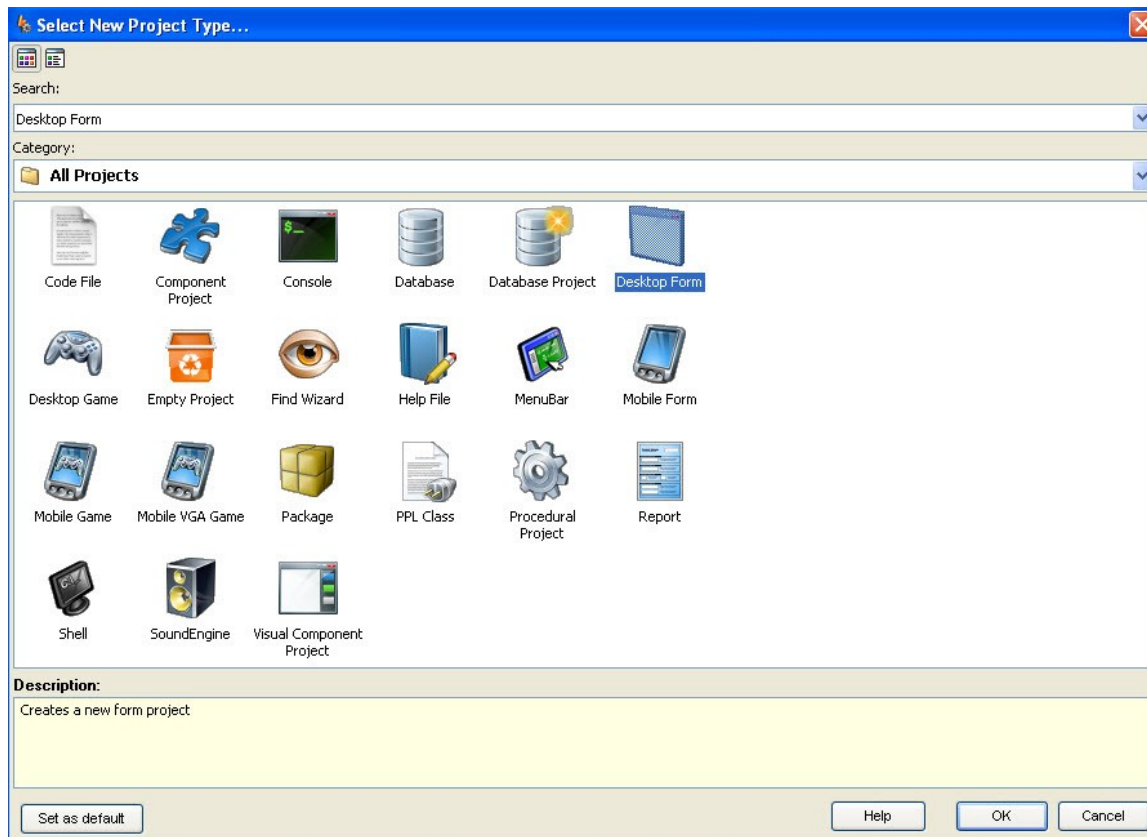 Select New Project Type...
Search:
Desktop Form
Category:
All Projects
Code File
Component
Project
Console
Database
Database Project
Desktop Form
Desktop Game
Empty Project
Find Wizard
Help File
MenuBar
Mobile Form
Mobile Game
Mobile VGA Game
Package
PPL Class
Procedural
Project
Report
Shell
SoundEngine
Visual Component
Project
Description:
Creates a new form project
Set as default
Help
OK
Cancel